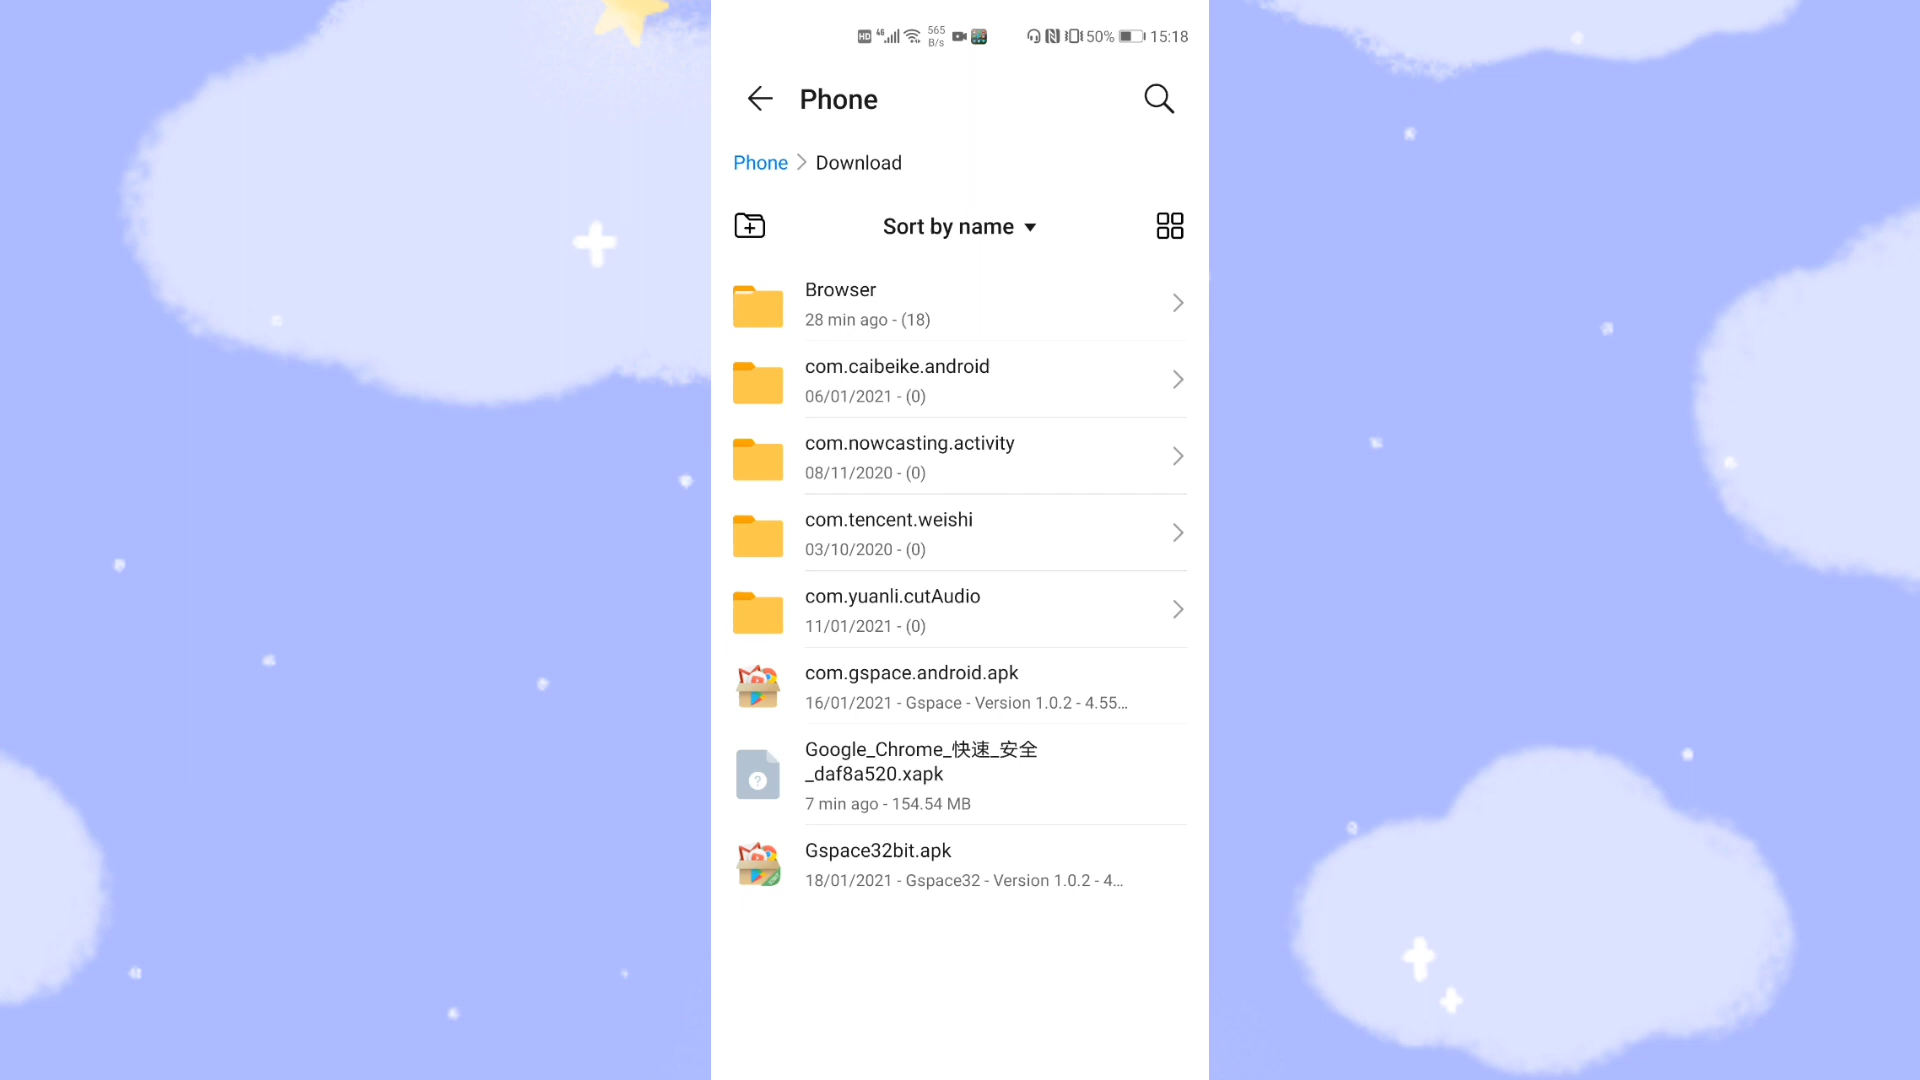 HD 4G 565 B/s 50% 15:18
Phone
Phone > Download
Sort by name
Browser
28 min ago - (18)
com.caibeike.android
06/01/2021 - (0)
com.nowcasting.activity
08/11/2020 - (0)
com.tencent.weishi
03/10/2020 - (0)
com.yuanli.cutAudio
11/01/2021 - (0)
com.gspace.android.apk
16/01/2021 - Gspace - Version 1.0.2 - 4.55...
Google_Chrome_快速_安全
_daf8a520.xapk
7 min ago - 154.54 MB
Gspace32bit.apk
18/01/2021 - Gspace32 - Version 1.0.2 - 4...